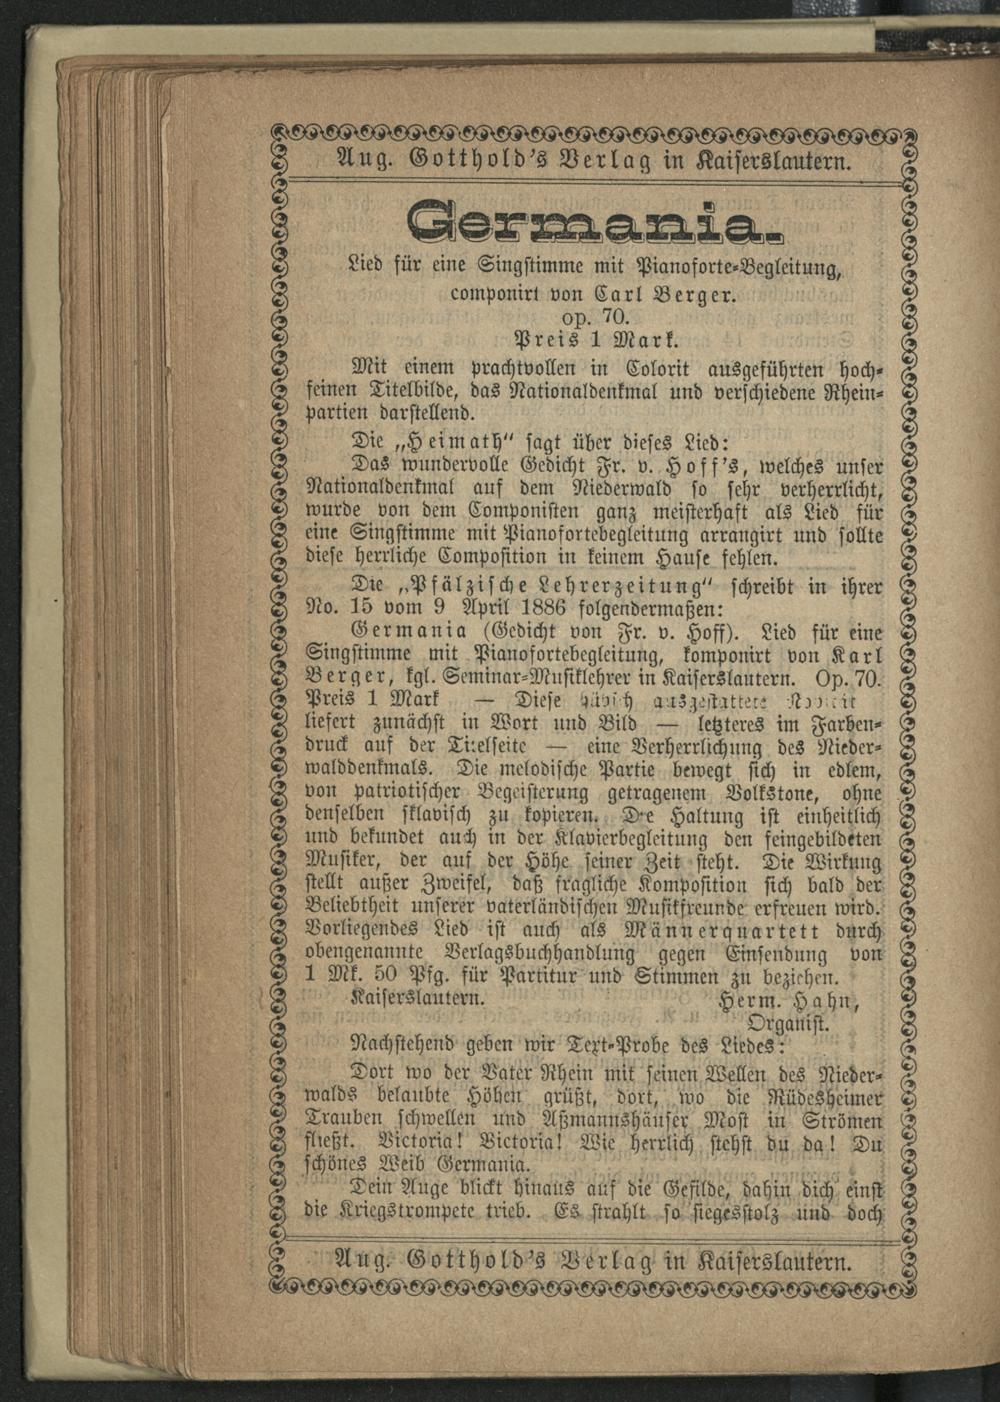 Aug. Gotthold's Verlag in Kaiserslautern.
Germania.
Lied für eine Singstimme mit Pianoforte-Begleitung,
componirt von Carl Berger.
op. 70.
Preis 1 Mark.
Mit einem prachtvollen in Colorit ausgeführten hoch-
feinen Titelbilde, das Nationaldenkmal und verschiedene Rhein-
partien darstellend.
Die „Heimath" sagt über dieses Lied:
Das wundervolle Gedicht Fr. v. Hoff's, welches unser
Nationaldenkmal auf dem Niederwald so sehr verherrlicht,
wurde von dem Componisten ganz meisterhaft als Lied für
eine Singstimme mit Pianofortebegleitung arrangirt und sollte
diese herrliche Composition in keinem Hause fehlen.
Die „Pfälzische Lehrerzeitung" schreibt in ihrer
No. 15 vom 9 April 1886 folgendermaßen:
Germania (Gedicht von Fr. v. Hoff). Lied für eine
Singstimme mit Pianofortebegleitung, komponirt von Karl
Berger, kgl. Seminar-Musiklehrer in Kaiserslautern. Op. 70.
Preis 1 Mark — Diese hübsch ausgestattete
liefert zunächst in Wort und Bild — letzteres im Farben-
druck auf der Titelseite — eine Verherrlichung des Nieder-
walddenkmals. Die melodische Partie bewegt sich in edlem,
von patriotischer Begeisterung getragenem Volkstone, ohne
denselben sklavisch zu kopieren. Die Haltung ist einheitlich
und bekundet auch in der Klavierbegleitung den feingebildeten
Musiker, der auf der Höhe seiner Zeit steht. Die Wirkung
stellt außer Zweifel, daß fragliche Komposition sich bald der
Beliebtheit unserer vaterländischen Musikfreunde erfreuen wird.
Vorliegendes Lied ist auch als Männerquartett durch
obengenannte Verlagsbuchhandlung gegen Einsendung von
1 Mk. 50 Pfg. für Partitur und Stimmen zu beziehen.
Kaiserslautern. Herm. Hahn,
Organist.
Nachstehend geben wir Text-Probe des Liedes:
Dort wo der Vater Rhein mit seinen Wellen des Nieder-
walds belaubte Höhen grüßt, dort, wo die Rüdesheimer
Trauben schwellen und Aßmannshäuser Most in Strömen
fließt. Victoria! Victoria! Wie herrlich stehst du da! Du
schönes Weib Germania.
Dein Auge blickt hinaus auf die Gefilde, dahin dich einst
die Kriegstrompete trieb. Es strahlt so siegesstolz und doch
Aug. Gotthold's Verlag in Kaiserslautern.